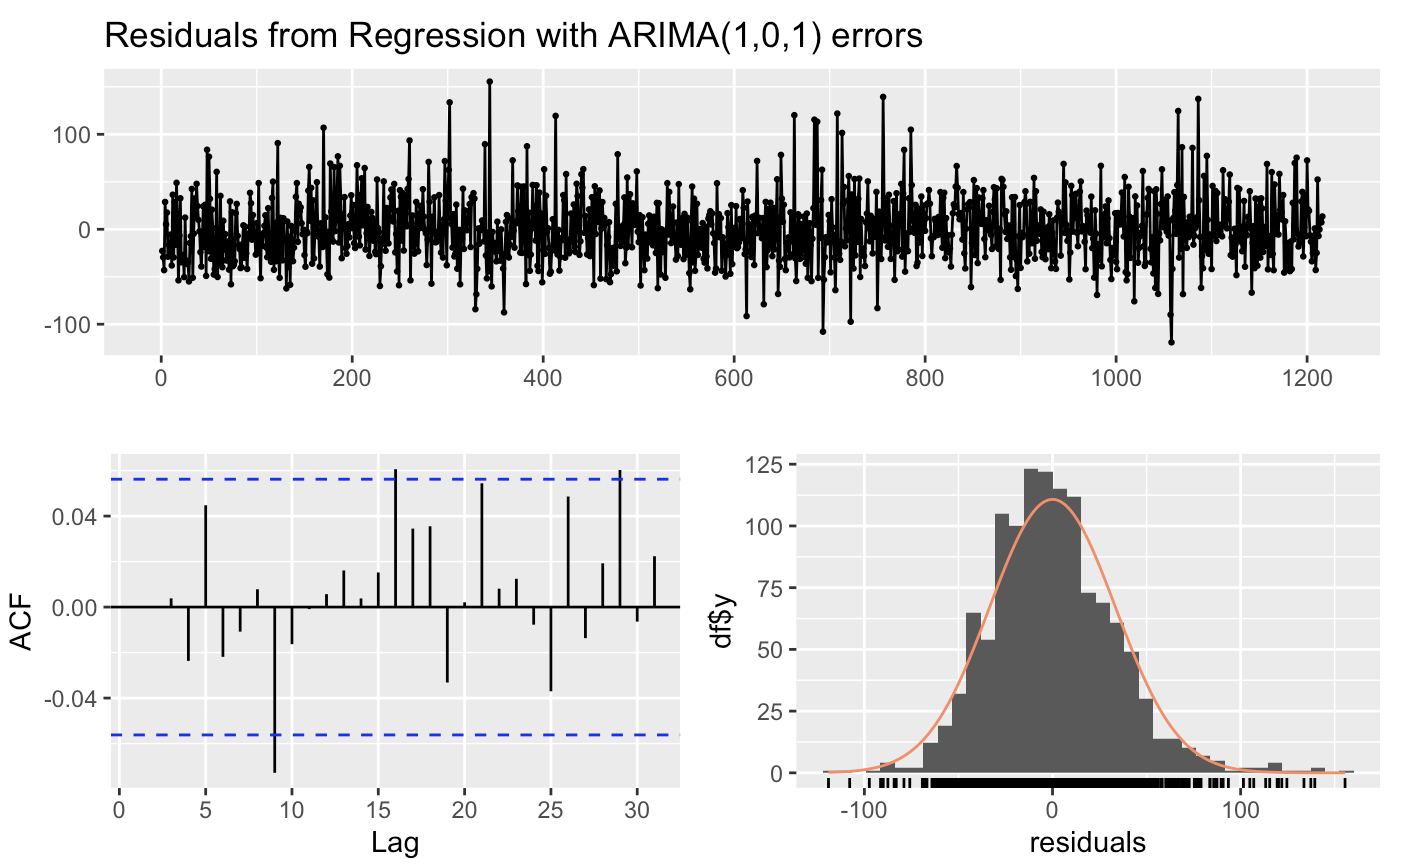 Residuals from Regression with ARIMA(1,0,1) errors
100
0
-100
0 200 400 600 800 1000 1200
ACF
0.04
0.00
-0.04
0 5 10 15 20 25 30
Lag
df$y
125
100
75
50
25
0
-100 0 100
residuals